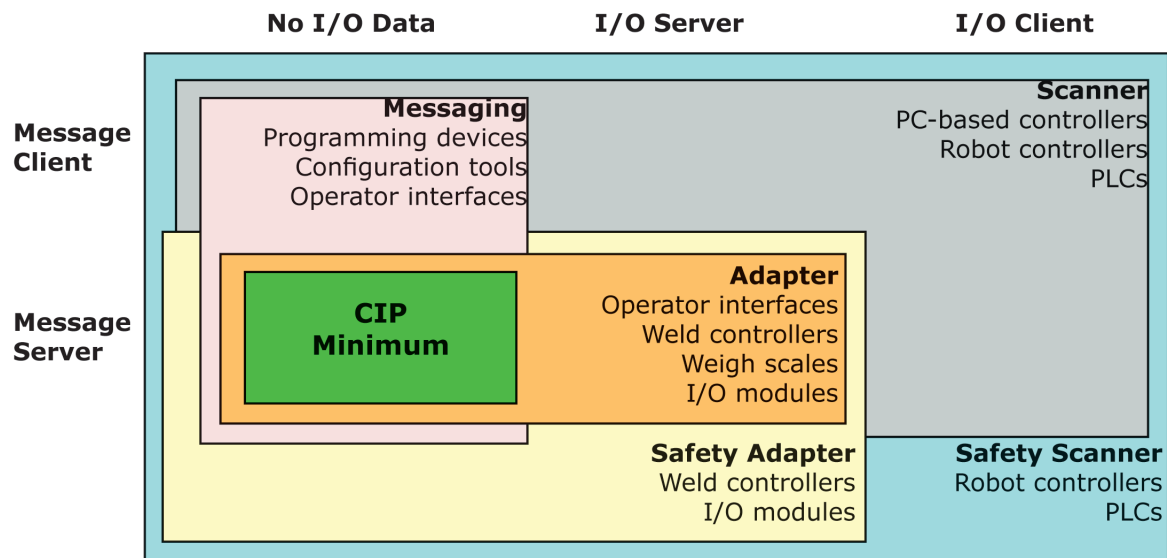 No I/O Data
I/O Server
I/O Client
Message
Client
Messaging
Programming devices
Configuration tools
Operator interfaces
Scanner
PC-based controllers
Robot controllers
PLCs
Message
Server
CIP
Minimum
Adapter
Operator interfaces
Weld controllers
Weigh scales
I/O modules
Safety Adapter
Weld controllers
I/O modules
Safety Scanner
Robot controllers
PLCs